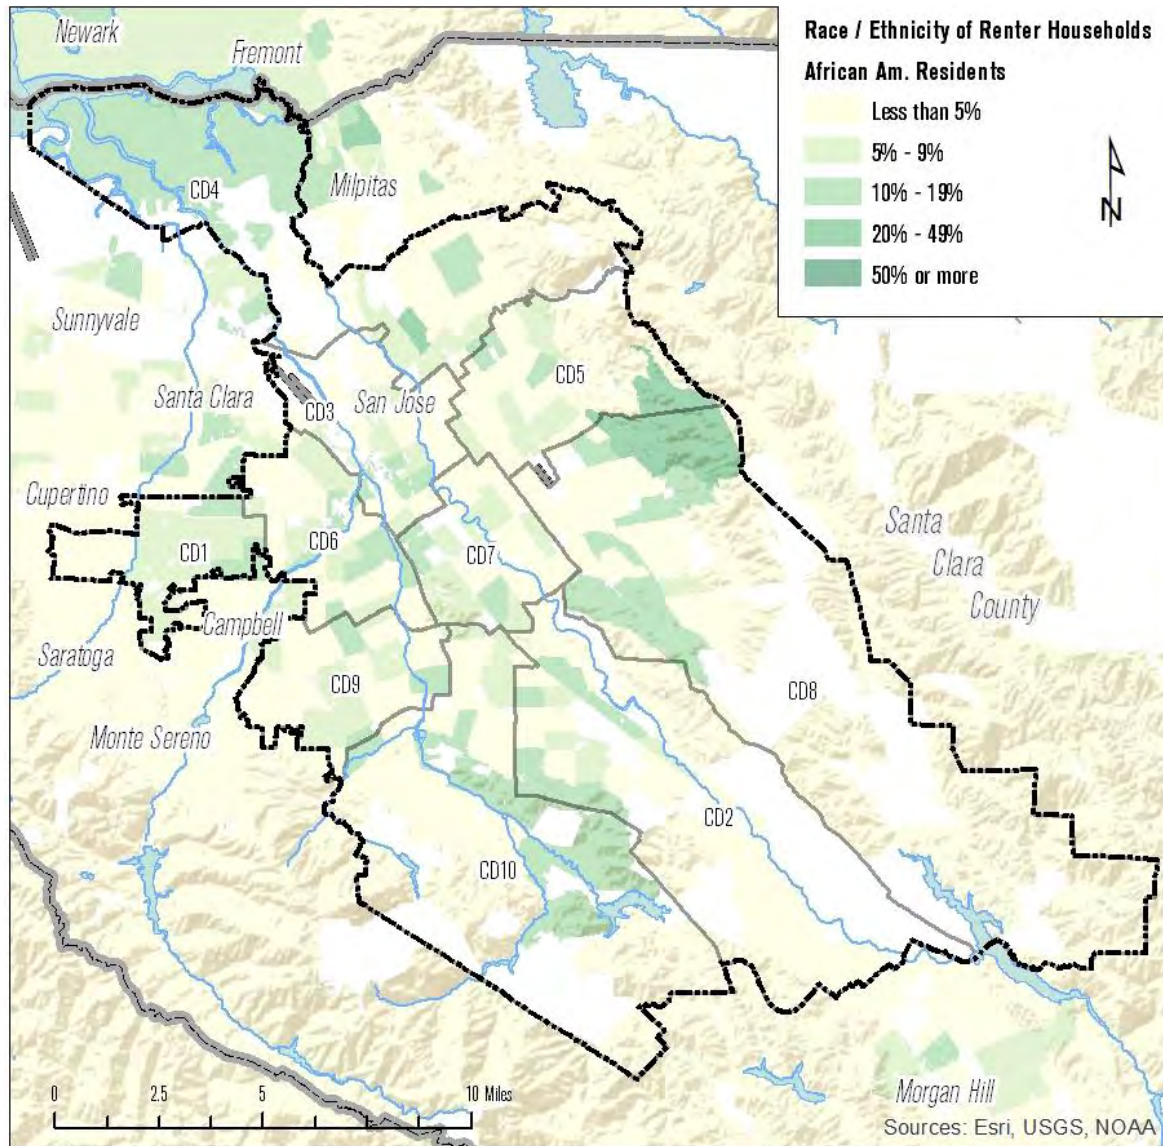 Race / Ethnicity of Renter Households
African Am. Residents
Less than 5%
5% - 9%
10% - 19%
20% - 49%
50% or more
N
Newark
Fremont
Milpitas
CD4
Sunnyvale
Santa Clara
CD3
San Jose
CD5
Cupertino
CD1
CD6
CD7
Santa
Clara
County
Campbell
Saratoga
CD9
CD8
Monte Sereno
CD2
CD10
Morgan Hill
0 2.5 5 10 Miles
Sources: Esri, USGS, NOAA